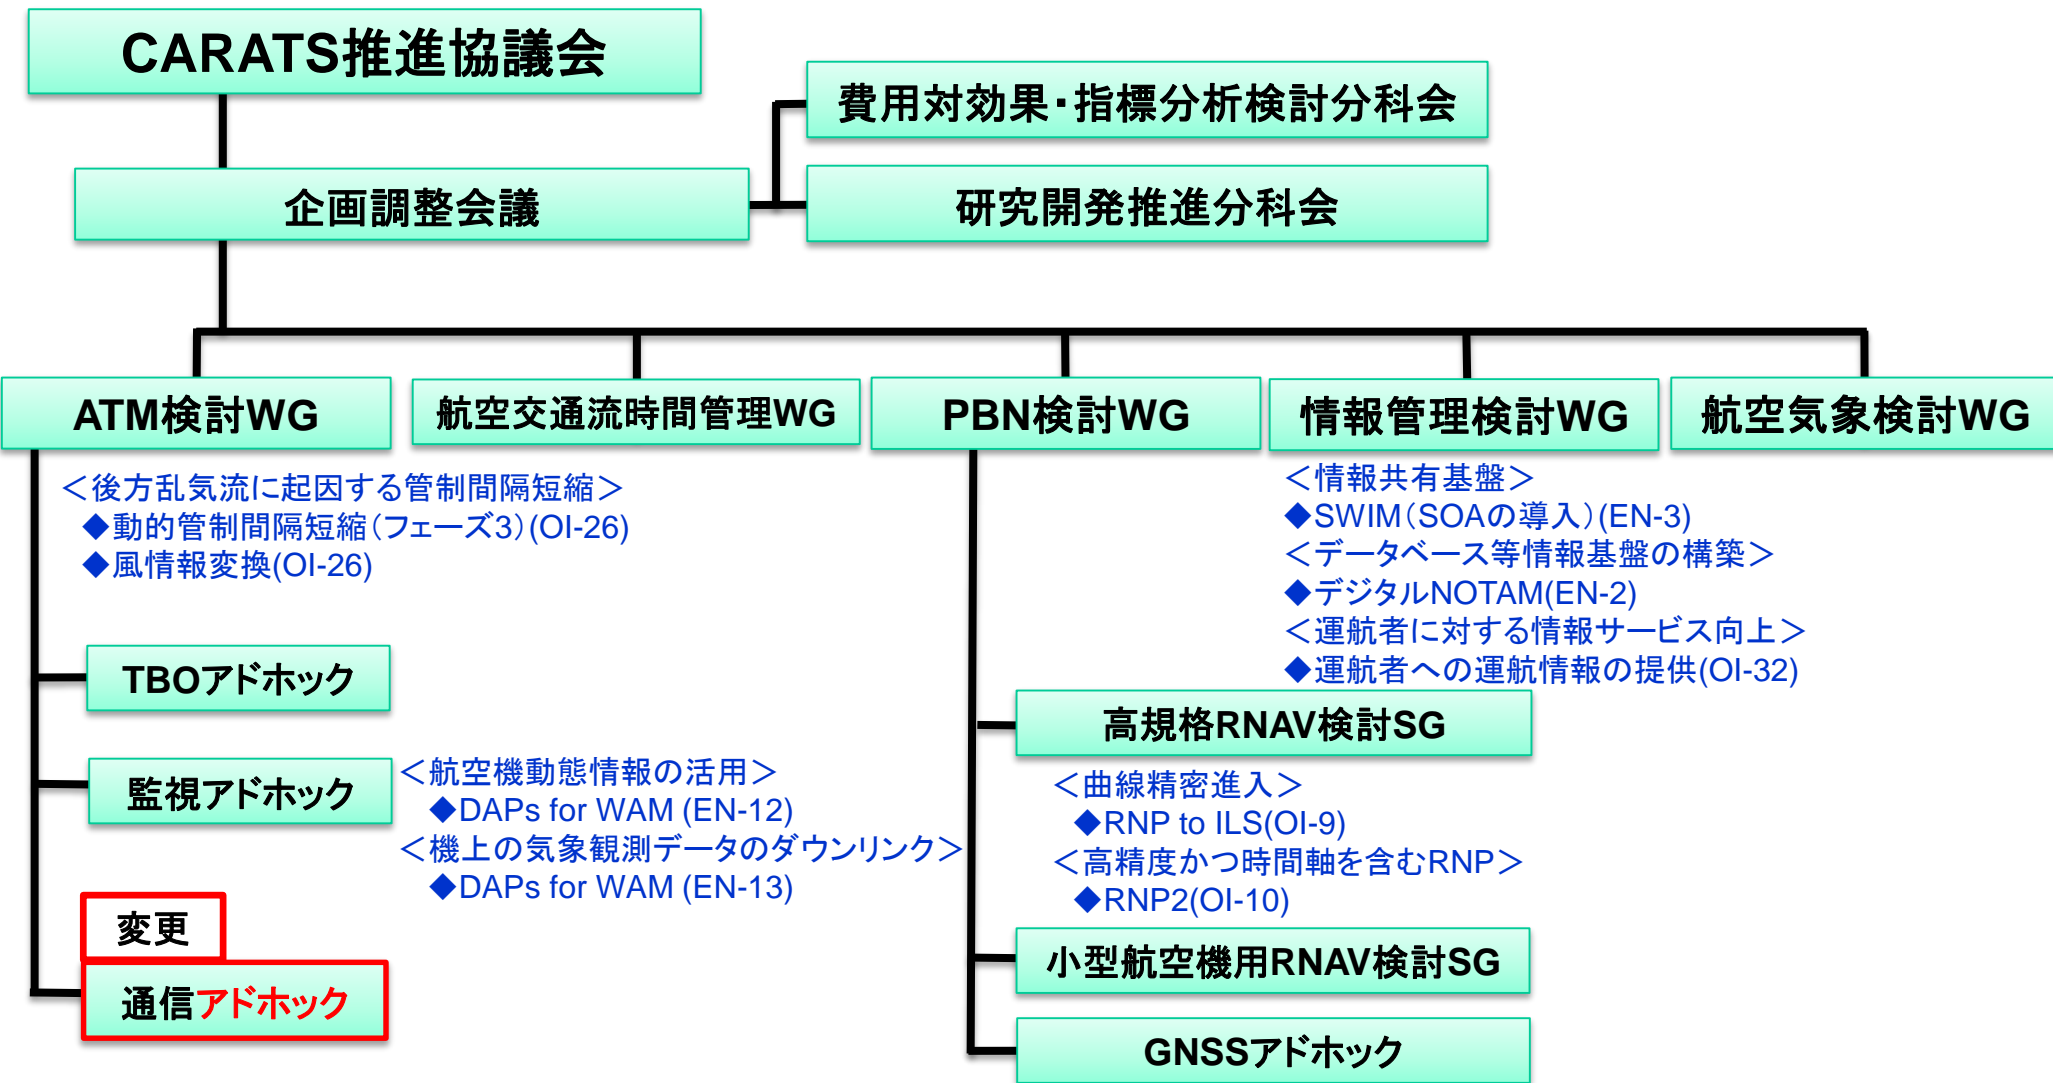 CARATS推進協議会
費用対効果・指標分析検討分科会
企画調整会議
研究開発推進分科会
ATM検討WG
航空交通流時間管理WG
PBN検討WG
情報管理検討WG
航空気象検討WG
＜後方乱気流に起因する管制間隔短縮＞
◆動的管制間隔短縮（フェーズ3）(OI-26)
◆風情報変換(OI-26)
TBOアドホック
監視アドホック
＜航空機動態情報の活用＞
◆DAPs for WAM (EN-12)
＜機上の気象観測データのダウンリンク＞
◆DAPs for WAM (EN-13)
変更
通信アドホック
＜情報共有基盤＞
◆SWIM（SOAの導入）(EN-3)
＜データベース等情報基盤の構築＞
◆デジタルNOTAM(EN-2)
＜運航者に対する情報サービス向上＞
◆運航者への運航情報の提供(OI-32)
高規格RNAV検討SG
＜曲線精密進入＞
◆RNP to ILS(OI-9)
＜高精度かつ時間軸を含むRNP＞
◆RNP2(OI-10)
小型航空機用RNAV検討SG
GNSSアドホック